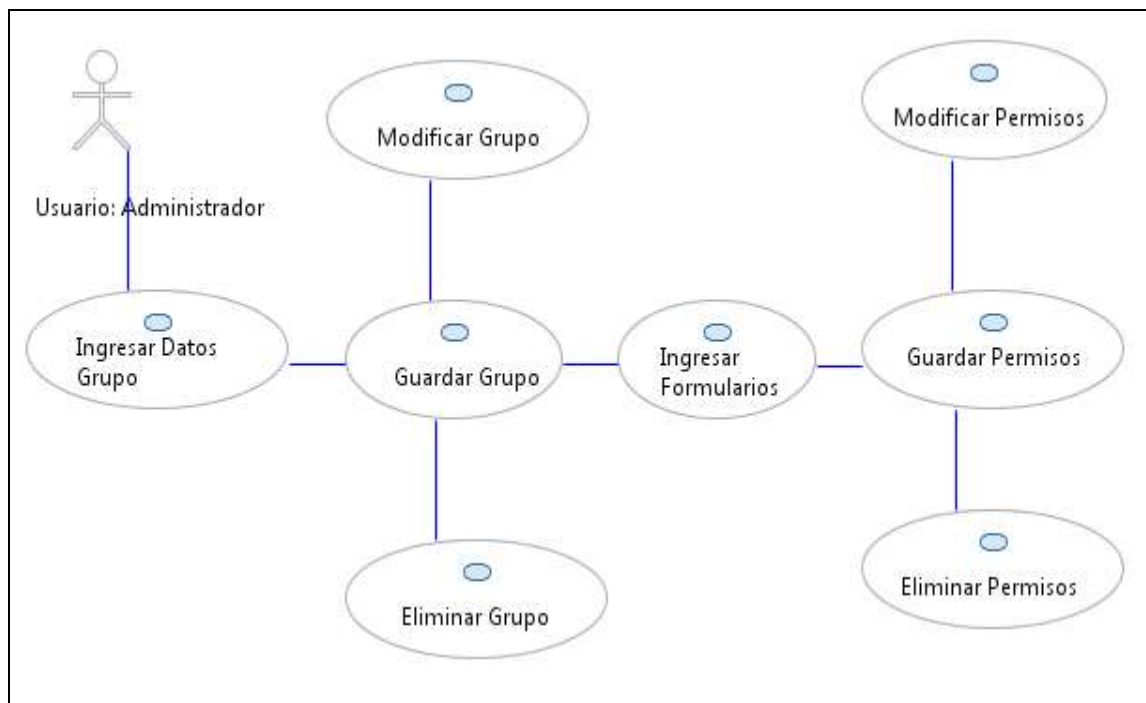 Modificar Grupo
Modificar Permisos
Usuario: Administrador
Ingresar Datos
Grupo
Guardar Grupo
Ingresar
Formularios
Guardar Permisos
Eliminar Grupo
Eliminar Permisos